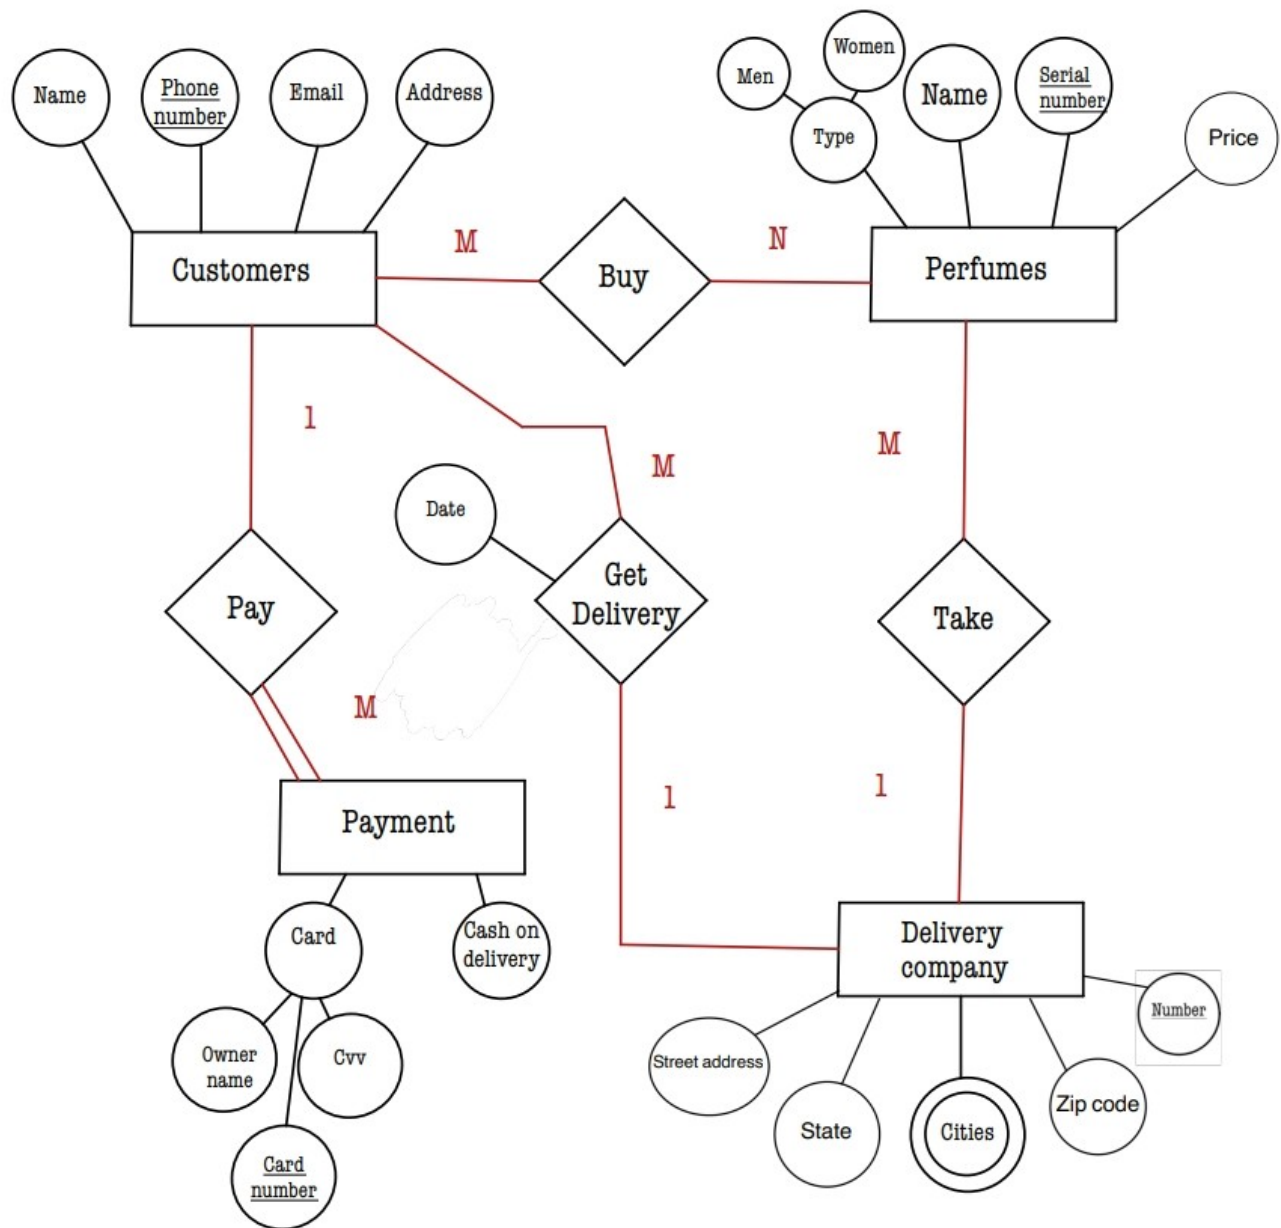 Name
Phone
number
Email
Address
Men
Women
Type
Name
Serial
number
Price
Customers
M
Buy
N
Perfumes
1
M
M
Date
Get
Delivery
Pay
Take
M
1
1
Payment
Card
Cash on
delivery
Owner
name
Cvv
Card
number
Delivery
company
Number
Street address
State
Cities
Zip code